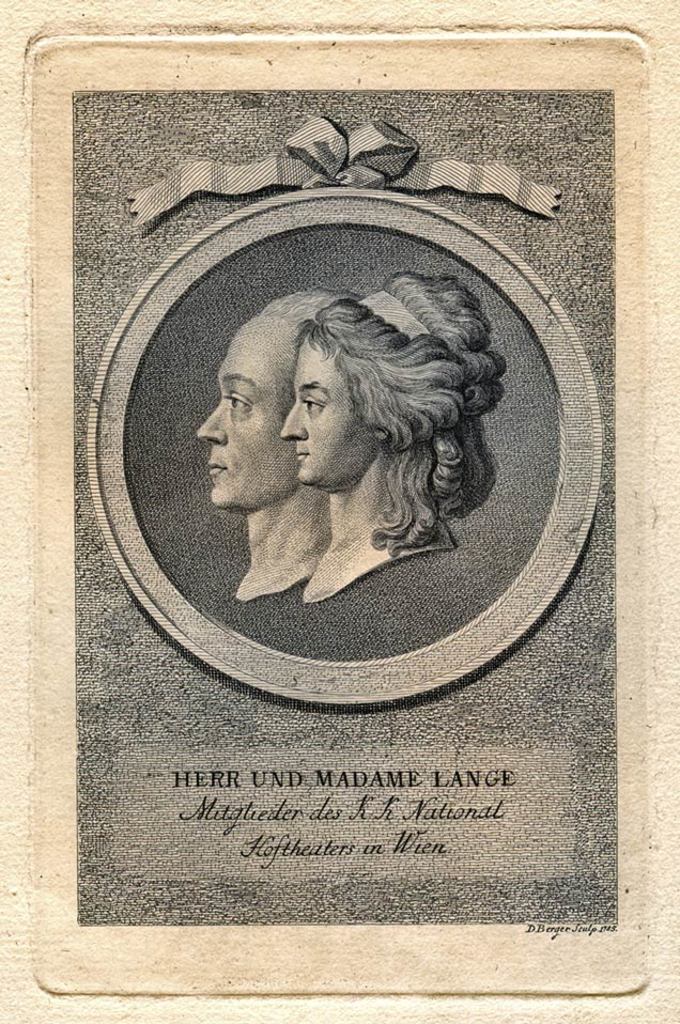 HERR UND MADAME LANGE
Mitglieder des K K National
Hoftheaters in Wien
D. Berger Sculp. 1785.